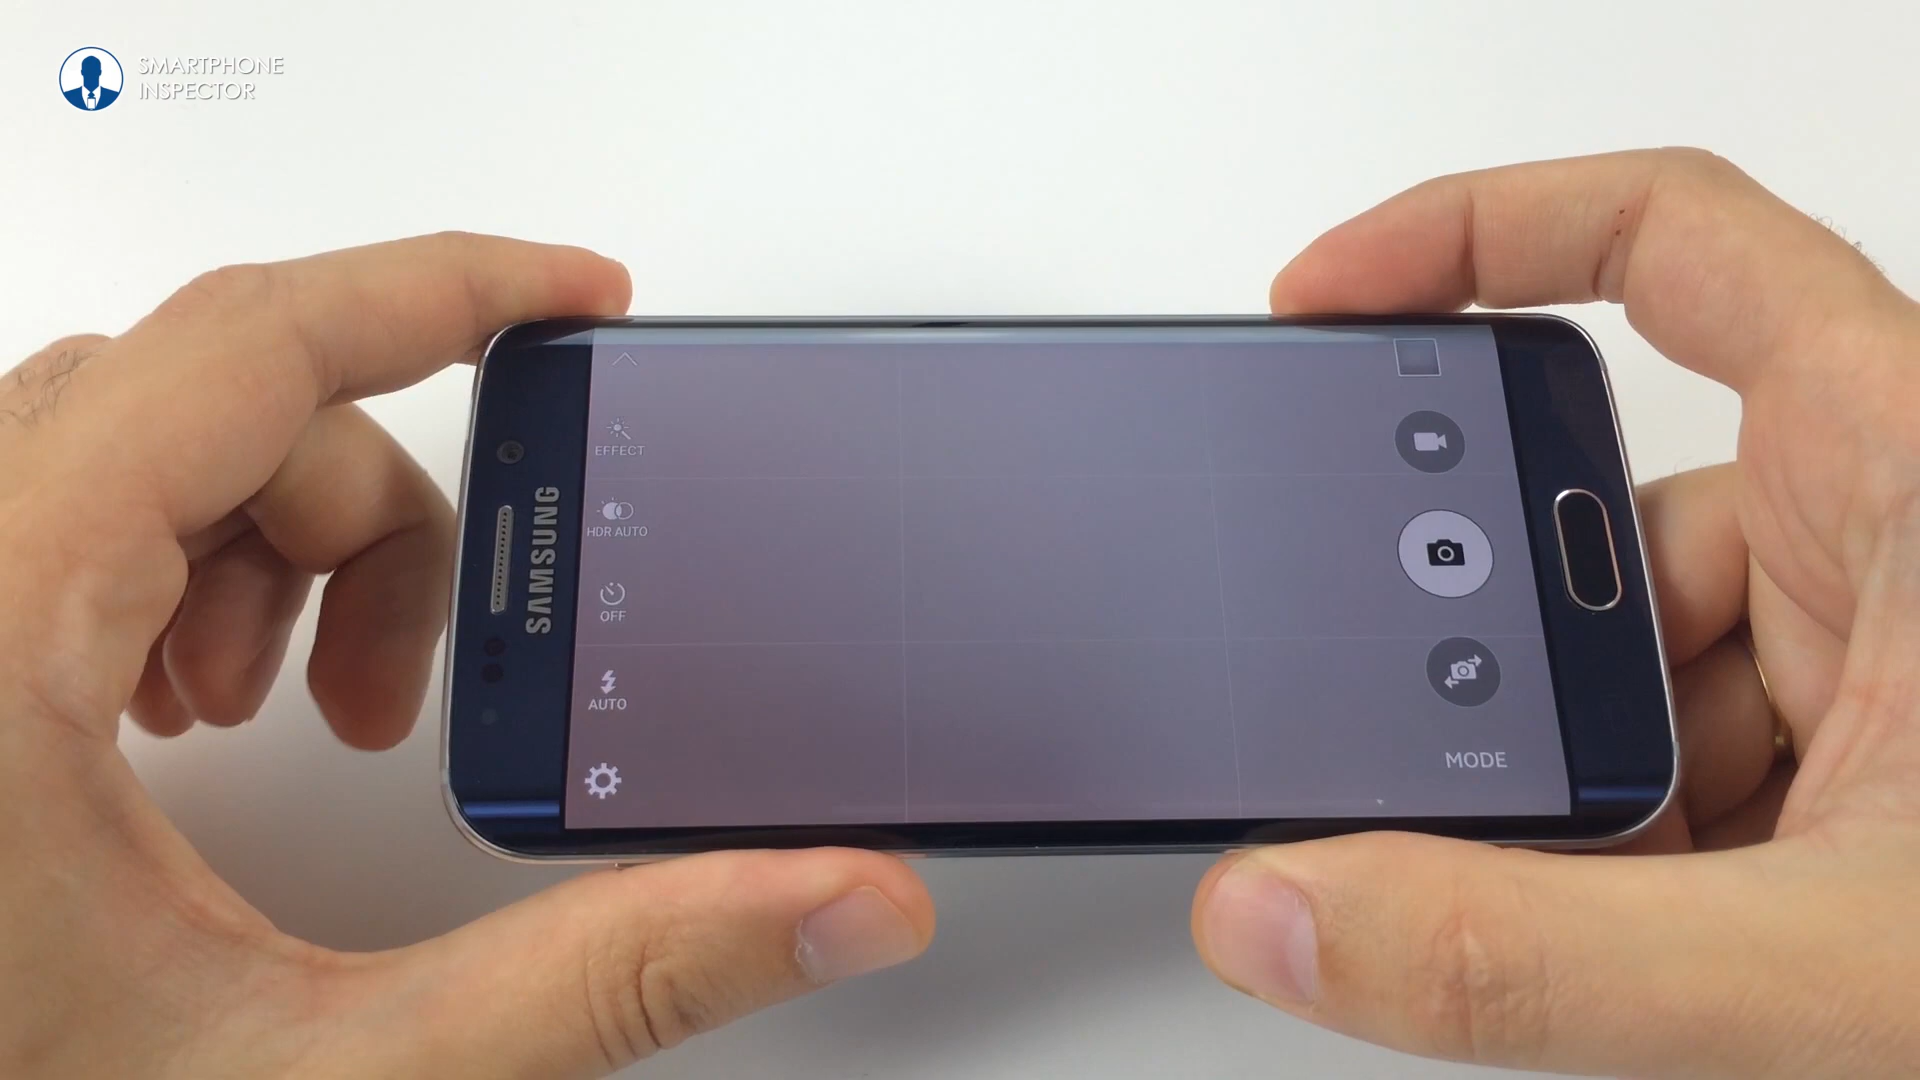 SMARTPHONE
INSPECTOR
SAMSUNG
EFFECT
HDR AUTO
OFF
AUTO
MODE